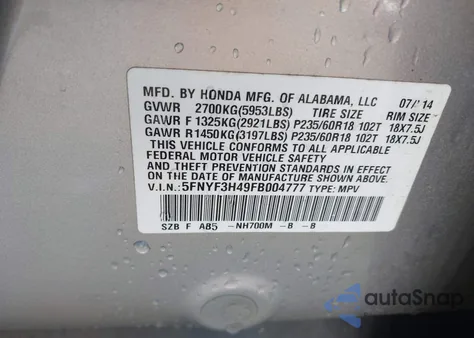 MFD. BY HONDA MFG. OF ALABAMA, LLC 07/14
GVWR 2700KG(5953LBS) TIRE SIZE RIM SIZE
GAWR F 1325KG(2921LBS) P235/60R18 102T 18X7.5J
GAWR R1450KG(3197LBS) P235/60R18 102T 18X7.5J
THIS VEHICLE CONFORMS TO ALL APPLICABLE
FEDERAL MOTOR VEHICLE SAFETY, BUMPER,
AND THEFT PREVENTION STANDARDS IN EFFECT ON THE
DATE OF MANUFACTURE SHOWN ABOVE.
V.I.N.: 5FNYF3H49FB004777 TYPE: MPV
SZB F A85 -NH700M -B -B
autoSnap